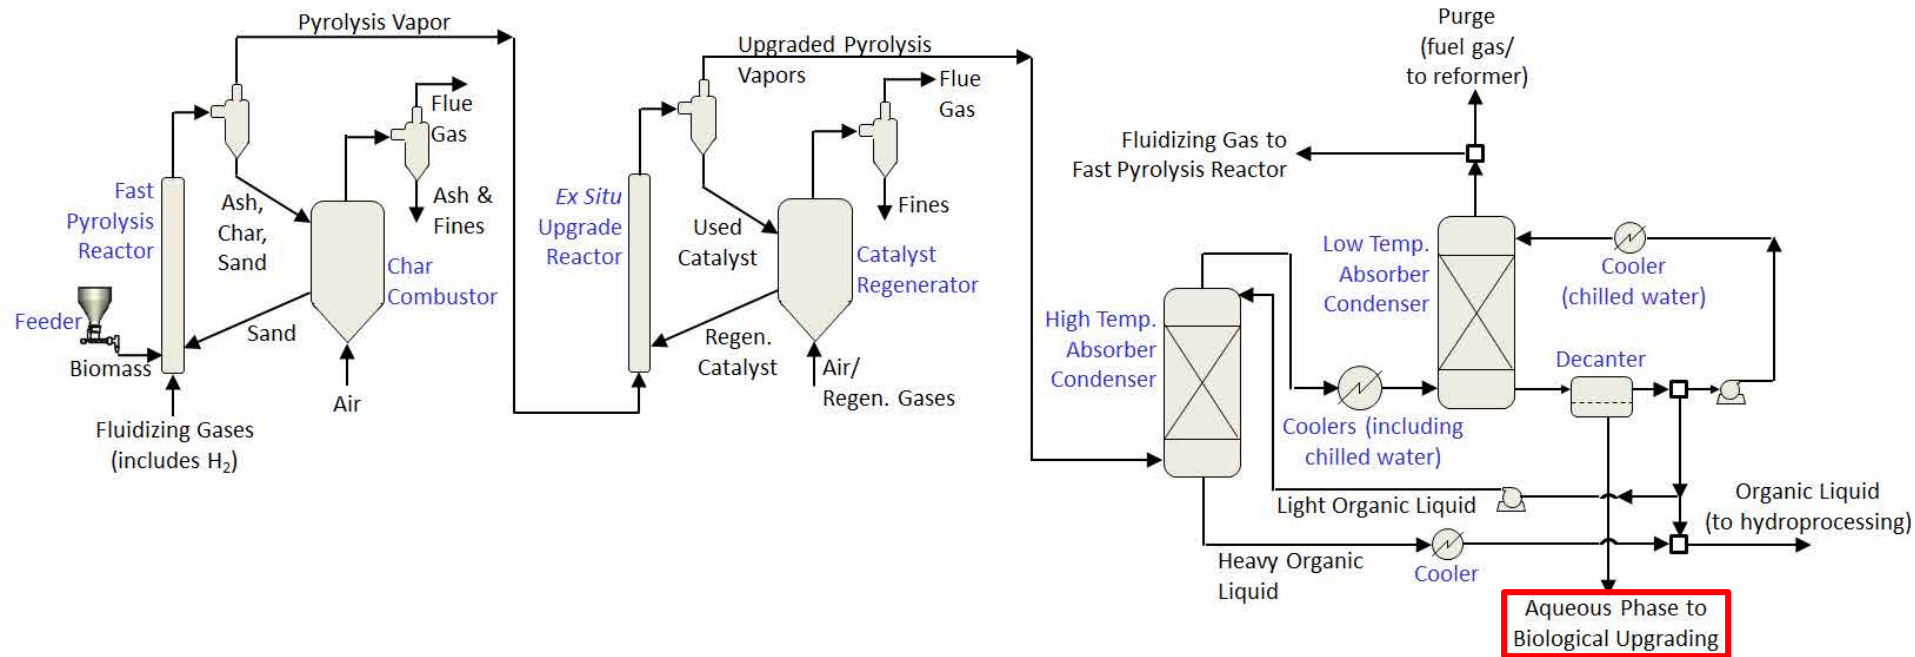 Pyrolysis Vapor
Flue
Gas
Fast
Pyrolysis
Reactor
Ash,
Char,
Sand
Ash &
Fines
Char
Combustor
Feeder
Biomass
Sand
Air
Fluidizing Gases
(includes H₂)
Upgraded Pyrolysis
Vapors
Flue
Gas
Ex Situ
Upgrade
Reactor
Used
Catalyst
Fines
Catalyst
Regenerator
Regen.
Catalyst
Air/
Regen. Gases
Purge
(fuel gas/
to reformer)
Fluidizing Gas to
Fast Pyrolysis Reactor
Low Temp.
Absorber
Condenser
Cooler
(chilled water)
High Temp.
Absorber
Condenser
Decanter
Coolers (including
chilled water)
Light Organic Liquid
Organic Liquid
(to hydroprocessing)
Heavy Organic
Liquid
Cooler
Aqueous Phase to
Biological Upgrading